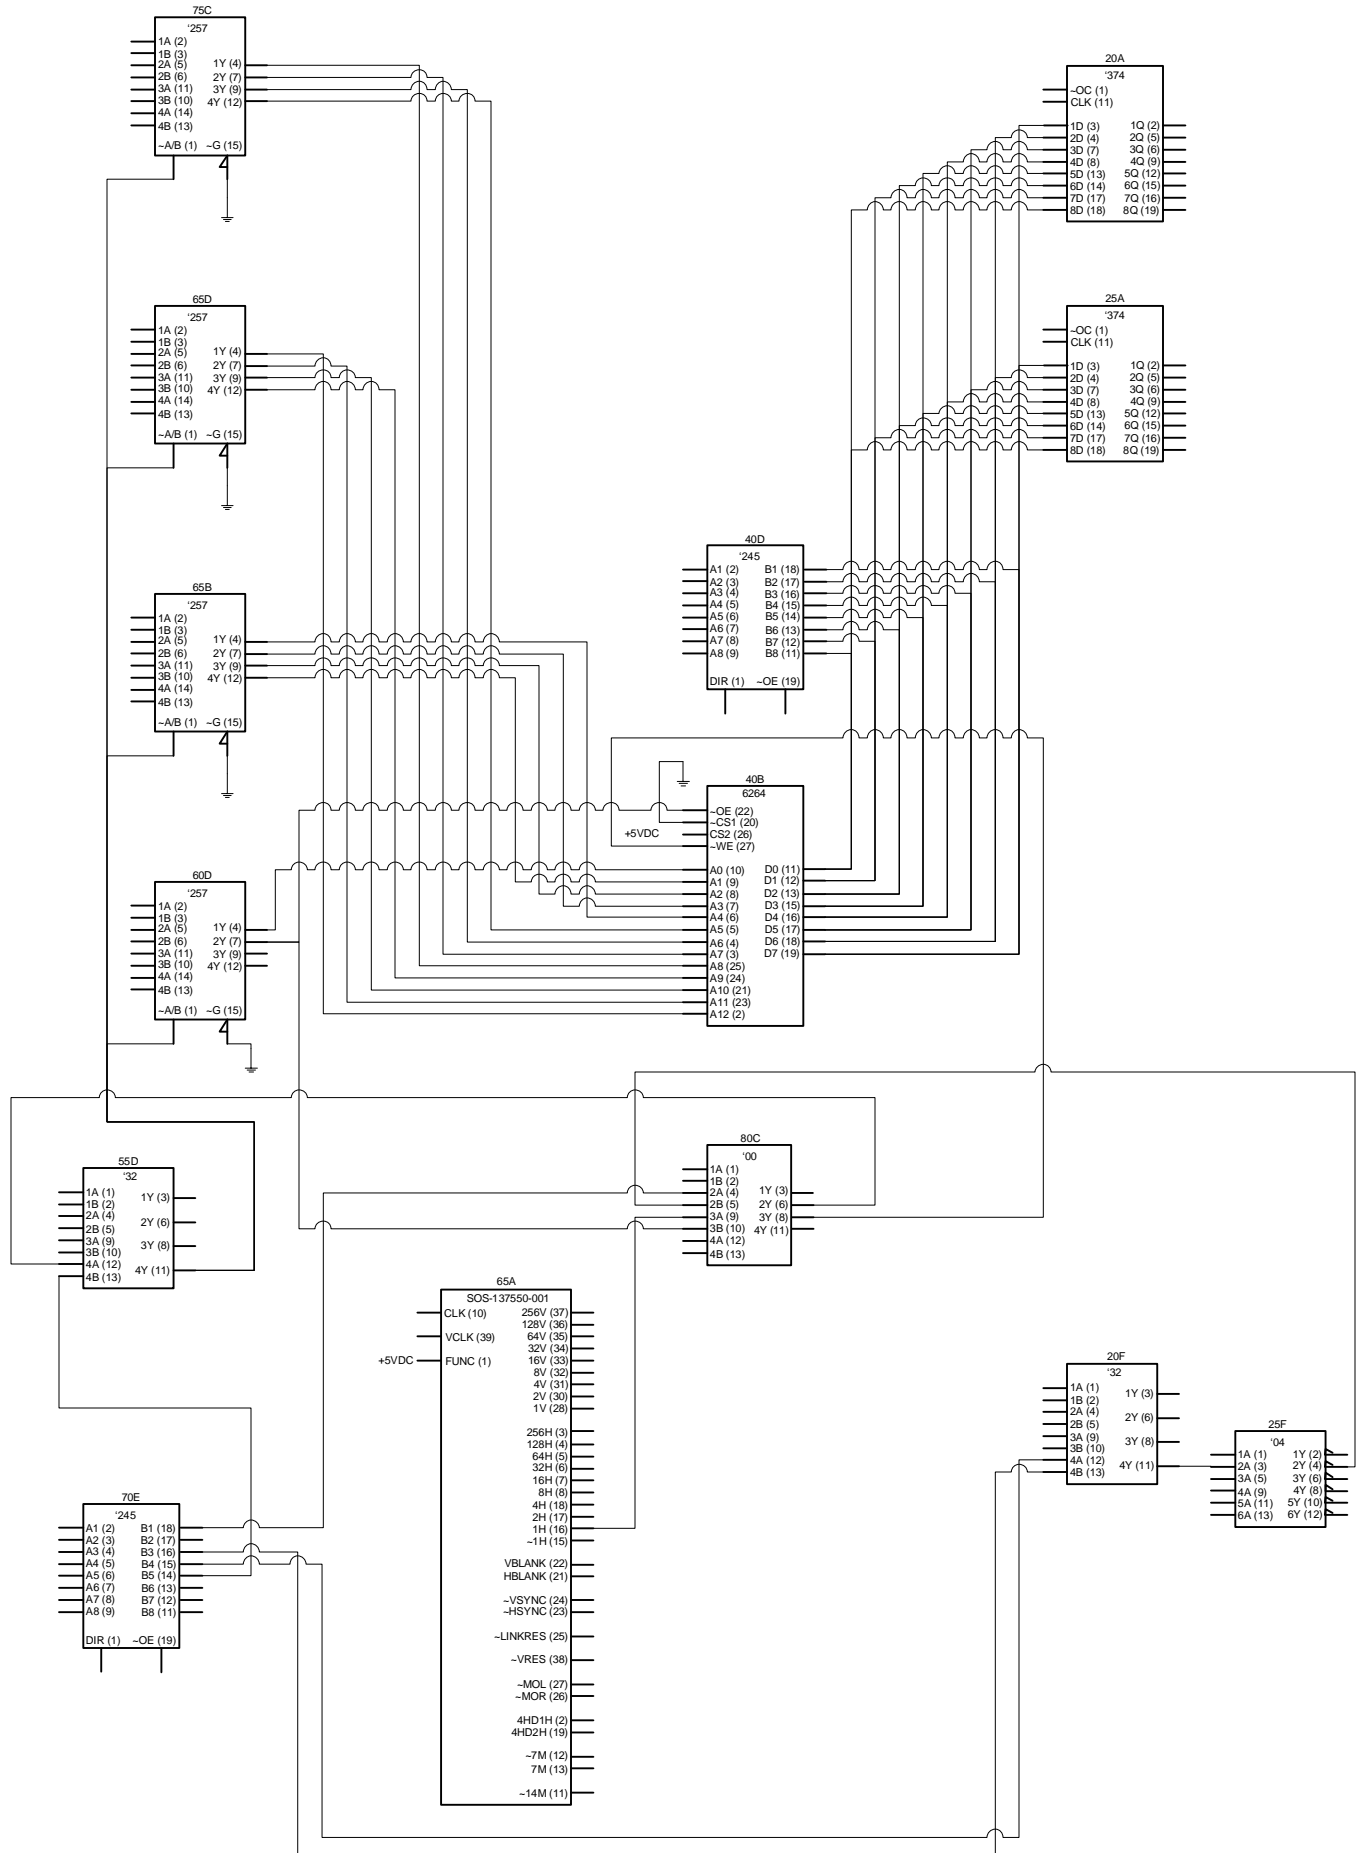 75C
'257
1A (2)
1B (3)
2A (5)
2B (6)
3A (11)
3B (10)
4A (14)
4B (13)
1Y (4)
2Y (7)
3Y (9)
4Y (12)
~A/B (1) ~G (15)
20A
'374
~OC (1)
CLK (11)
1D (3) 1Q (2)
2D (4) 2Q (5)
3D (7) 3Q (6)
4D (8) 4Q (9)
5D (13) 5Q (12)
6D (14) 6Q (15)
7D (17) 7Q (16)
8D (18) 8Q (19)
65D
'257
1A (2)
1B (3)
2A (5)
2B (6)
3A (11)
3B (10)
4A (14)
4B (13)
1Y (4)
2Y (7)
3Y (9)
4Y (12)
~A/B (1) ~G (15)
25A
'374
~OC (1)
CLK (11)
1D (3) 1Q (2)
2D (4) 2Q (5)
3D (7) 3Q (6)
4D (8) 4Q (9)
5D (13) 5Q (12)
6D (14) 6Q (15)
7D (17) 7Q (16)
8D (18) 8Q (19)
40D
'245
A1 (2) B1 (18)
A2 (3) B2 (17)
A3 (4) B3 (16)
A4 (5) B4 (15)
A5 (6) B5 (14)
A6 (7) B6 (13)
A7 (8) B7 (12)
A8 (9) B8 (11)
DIR (1) ~OE (19)
65B
'257
1A (2)
1B (3)
2A (5)
2B (6)
3A (11)
3B (10)
4A (14)
4B (13)
1Y (4)
2Y (7)
3Y (9)
4Y (12)
~A/B (1) ~G (15)
40B
6264
~OE (22)
~CS1 (20)
+5VDC CS2 (26)
~WE (27)
A0 (10) D0 (11)
A1 (9) D1 (12)
A2 (8) D2 (13)
A3 (7) D3 (15)
A4 (6) D4 (16)
A5 (5) D5 (17)
A6 (4) D6 (18)
A7 (3) D7 (19)
A8 (25)
A9 (24)
A10 (21)
A11 (23)
A12 (2)
60D
'257
1A (2)
1B (3)
2A (5)
2B (6)
3A (11)
3B (10)
4A (14)
4B (13)
1Y (4)
2Y (7)
3Y (9)
4Y (12)
~A/B (1) ~G (15)
55D
'32
1A (1)
1B (2)
2A (4)
2B (5)
3A (9)
3B (10)
4A (12)
4B (13)
1Y (3)
2Y (6)
3Y (8)
4Y (11)
80C
'00
1A (1)
1B (2)
2A (4)
2B (5)
3A (9)
3B (10)
4A (12)
4B (13)
1Y (3)
2Y (6)
3Y (8)
4Y (11)
65A
SOS-137550-001
CLK (10)
VCLK (39)
+5VDC FUNC (1)
256V (37)
128V (36)
64V (35)
32V (34)
16V (33)
8V (32)
4V (31)
2V (30)
1V (28)
256H (3)
128H (4)
64H (5)
32H (6)
16H (7)
8H (8)
4H (18)
2H (17)
1H (16)
~1H (15)
VBLANK (22)
HBLANK (21)
~VSYNC (24)
~HSYNC (23)
~LINKRES (25)
~VRES (38)
~MOL (27)
~MOR (26)
4HD1H (2)
4HD2H (19)
~7M (12)
7M (13)
~14M (11)
20F
'32
1A (1)
1B (2)
2A (4)
2B (5)
3A (9)
3B (10)
4A (12)
4B (13)
1Y (3)
2Y (6)
3Y (8)
4Y (11)
25F
'04
1A (1) 1Y (2)
2A (3) 2Y (4)
3A (5) 3Y (6)
4A (9) 4Y (8)
5A (11) 5Y (10)
6A (13) 6Y (12)
70E
'245
A1 (2) B1 (18)
A2 (3) B2 (17)
A3 (4) B3 (16)
A4 (5) B4 (15)
A5 (6) B5 (14)
A6 (7) B6 (13)
A7 (8) B7 (12)
A8 (9) B8 (11)
DIR (1) ~OE (19)